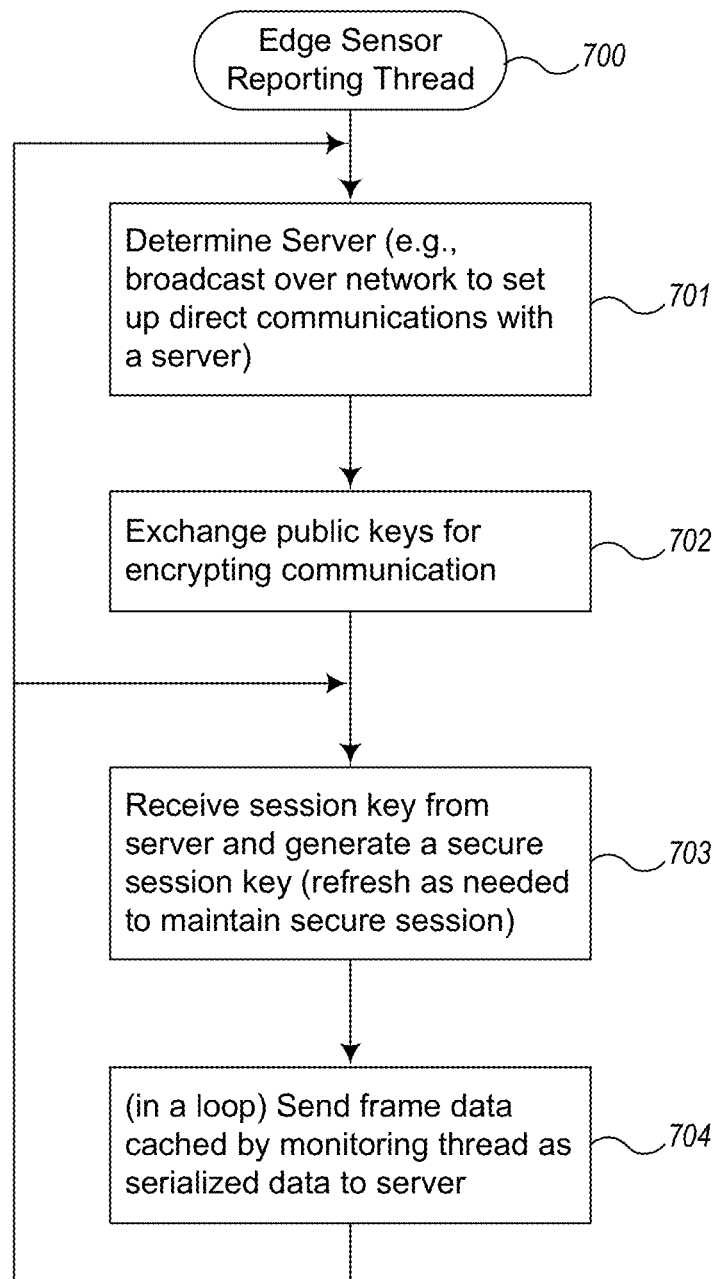 Edge Sensor
Reporting Thread
700
Determine Server (e.g.,
broadcast over network to set
up direct communications with
a server)
701
Exchange public keys for
encrypting communication
702
Receive session key from
server and generate a secure
session key (refresh as needed
to maintain secure session)
703
(in a loop) Send frame data
cached by monitoring thread as
serialized data to server
704